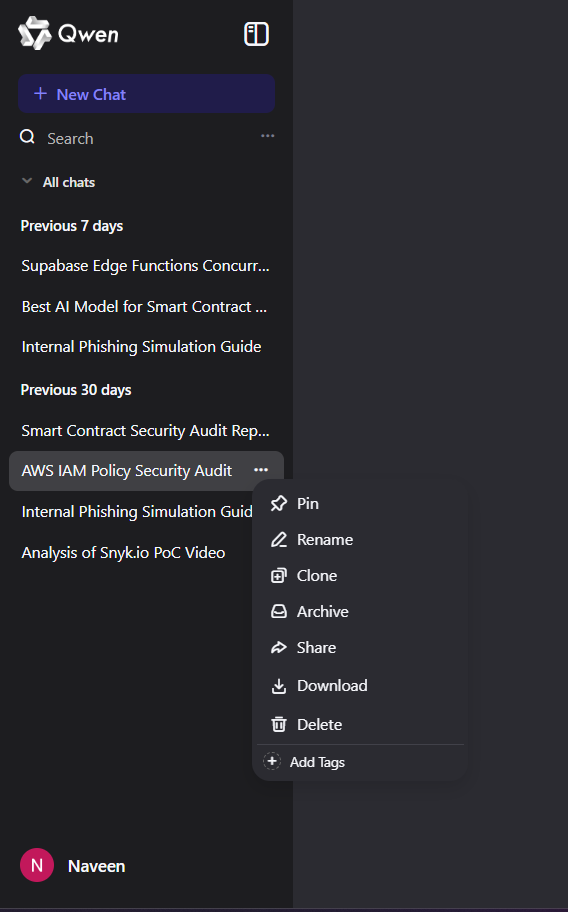 Qwen
+ New Chat
Search
All chats
Previous 7 days
Supabase Edge Functions Concurr...
Best AI Model for Smart Contract ...
Internal Phishing Simulation Guide
Previous 30 days
Smart Contract Security Audit Rep...
AWS IAM Policy Security Audit
Internal Phishing Simulation Guid
Analysis of Snyk.io PoC Video
Pin
Rename
Clone
Archive
Share
Download
Delete
Add Tags
N Naveen